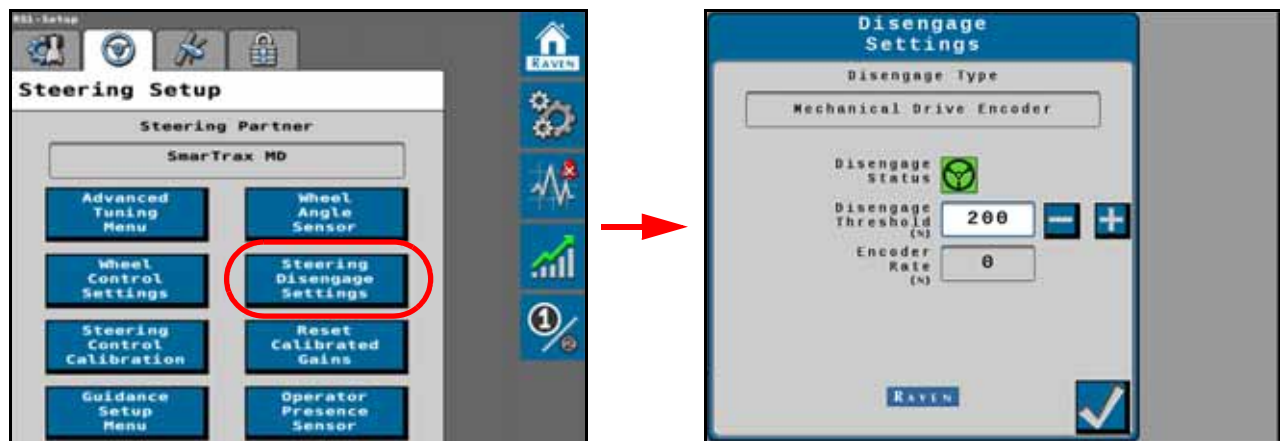 RS1-Setup
Steering Setup
Steering Partner
SmarTrax MD
Advanced
Tuning
Menu
Wheel
Angle
Sensor
Wheel
Control
Settings
Steering
Disengage
Settings
Steering
Control
Calibration
Reset
Calibrated
Gains
Guidance
Setup
Menu
Operator
Presence
Sensor
RAVEN
1/2
Disengage
Settings
Disengage Type
Mechanical Drive Encoder
Disengage
Status
Disengage
Threshold
(N)
200
Encoder
Rate
(N)
0
RAVEN